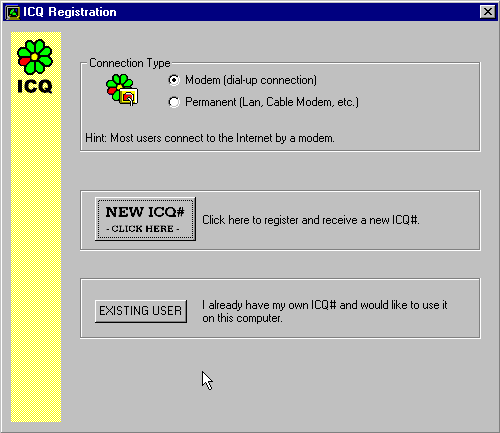 ICQ Registration
ICQ
Connection Type
Modem (dial-up connection)
Permanent (Lan, Cable Modem, etc.)
Hint: Most users connect to the Internet by a modem.
NEW ICQ#
- CLICK HERE -
Click here to register and receive a new ICQ#.
EXISTING USER
I already have my own ICQ# and would like to use it
on this computer.